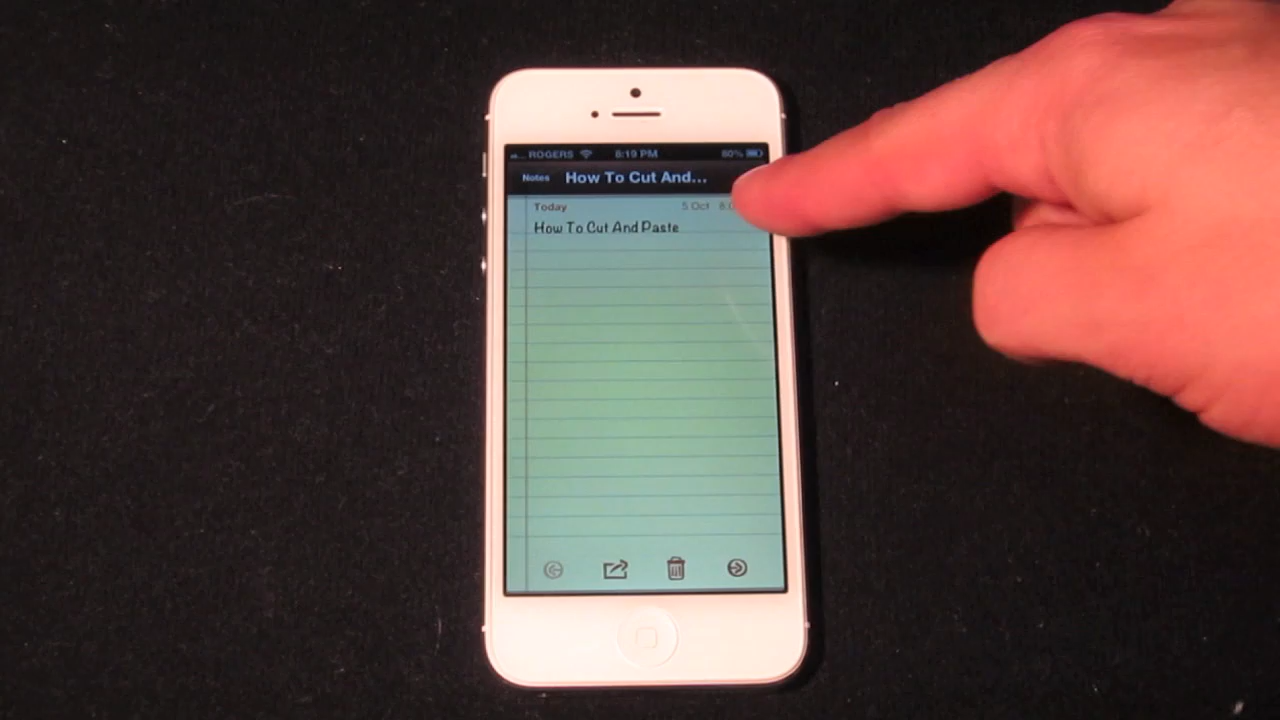 ROGERS 8:19 PM 80%
Notes How To Cut And...
Today 5 Oct
How To Cut And Paste